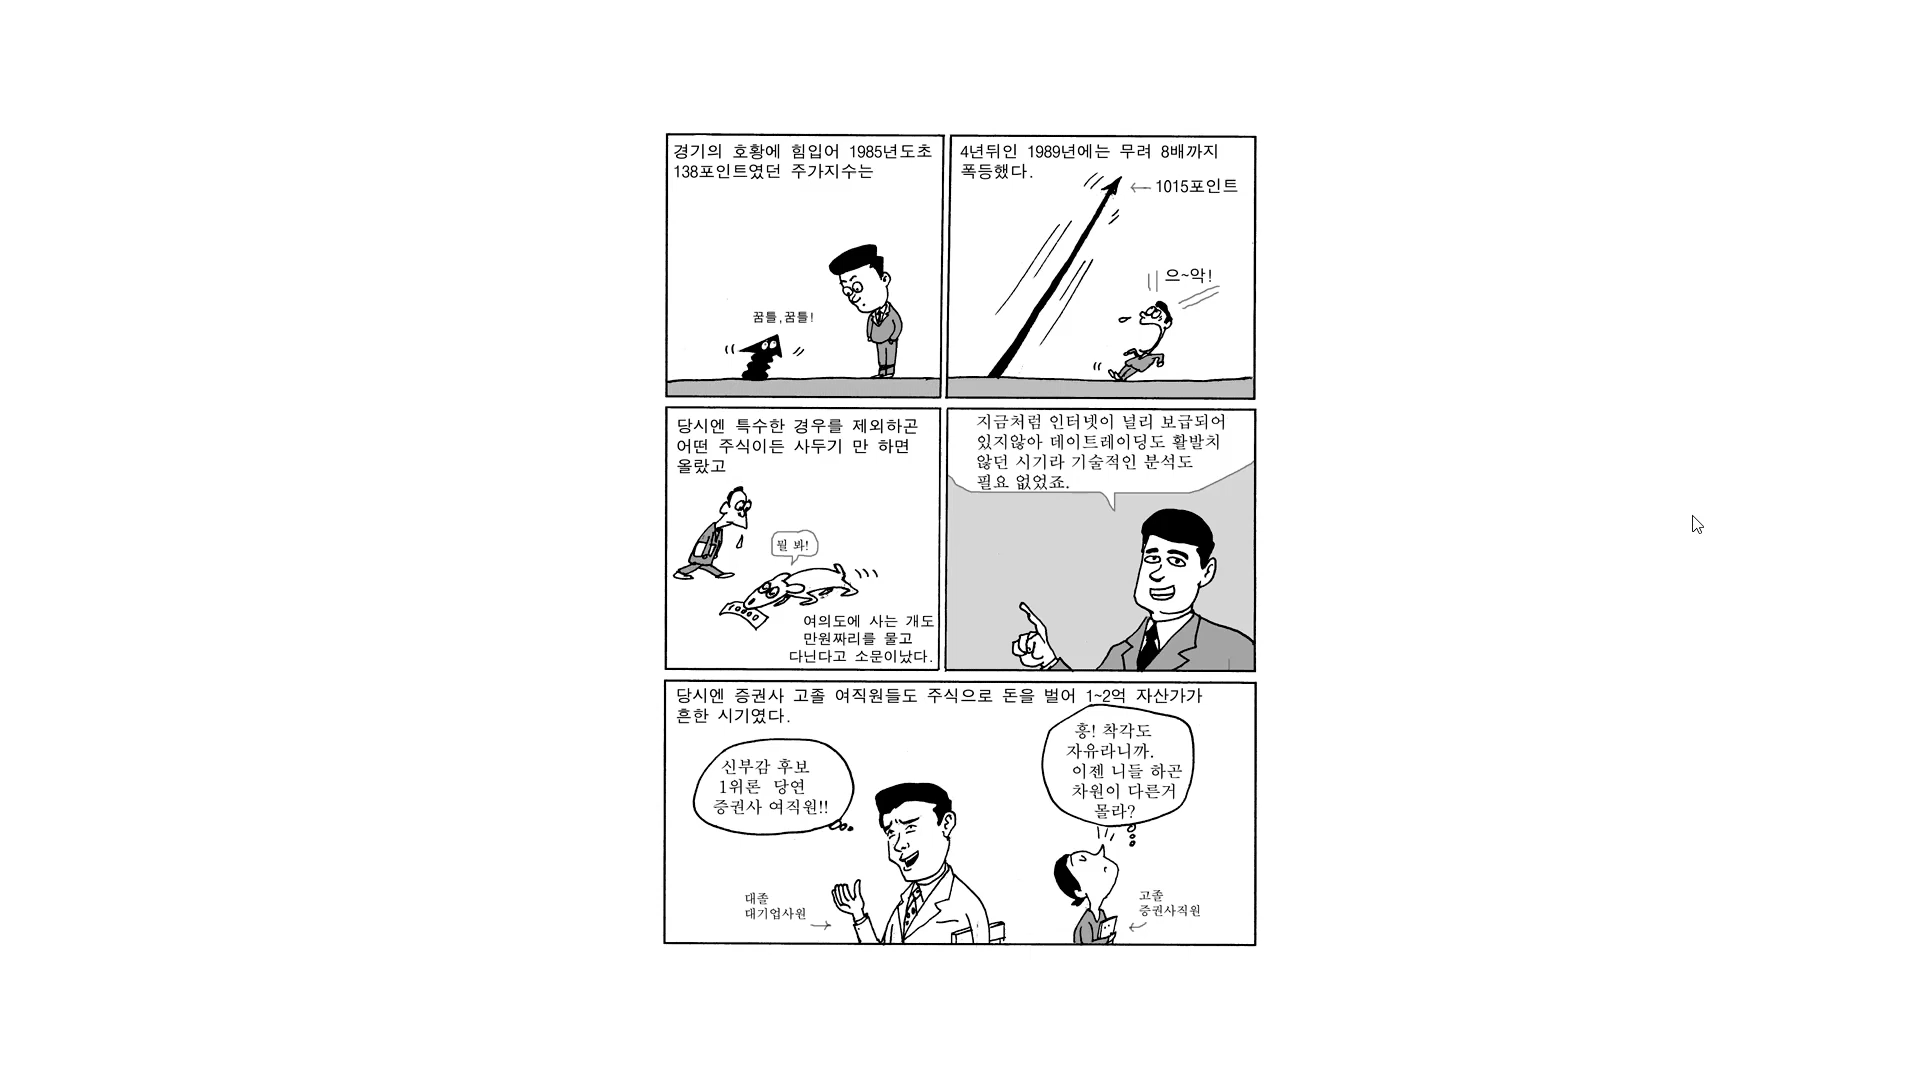 경기의 호황에 힘입어 1985년도초
138포인트였던 주가지수는
꿈틀,꿈틀!
4년뒤인 1989년에는 무려 8배까지
폭등했다.
←1015포인트
으~악!
당시엔 특수한 경우를 제외하곤
어떤 주식이든 사두기 만 하면
올랐고
뭘 봐!
여의도에 사는 개도
만원짜리를 물고
다닌다고 소문이났다.
지금처럼 인터넷이 널리 보급되어
있지않아 데이트레이딩도 활발치
않던 시기라 기술적인 분석도
필요 없었죠.
당시엔 증권사 고졸 여직원들도 주식으로 돈을 벌어 1~2억 자산가가
흔한 시기였다.
신부감 후보
1위론 당연
증권사 여직원!!
흥! 착각도
자유라니까.
이젠 니들 하곤
차원이 다른거
몰라?
대졸
대기업사원
고졸
증권사직원